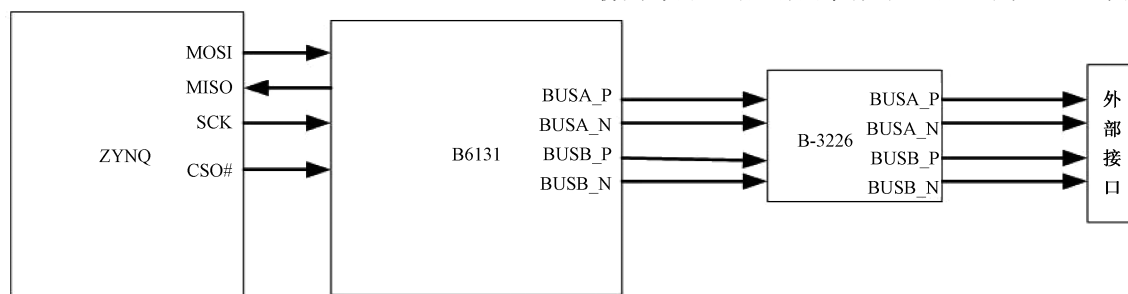 MOSI
MISO
SCK
CSO#
ZYNQ
B6131
BUSA_P
BUSA_N
BUSB_P
BUSB_N
B-3226
BUSA_P
BUSA_N
BUSB_P
BUSB_N
外部接口